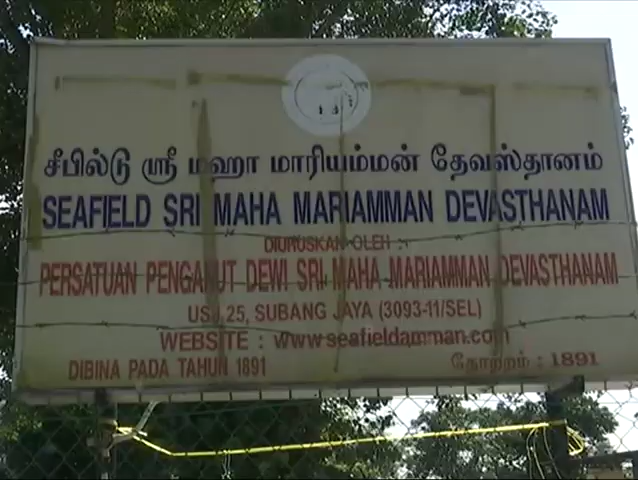 சீபில்டு ஸ்ரீ மஹா மாரியம்மன் தேவஸ்தானம்
SEAFIELD SRI MAHA MARIAMMAN DEVASTHANAM
DIURUSKAN OLEH :
PERSATUAN PENGANUT DEWI SRI MAHA MARIAMMAN DEVASTHANAM
USJ 25, SUBANG JAYA (3093-11/SEL)
WEBSITE : www.seafieldamman.com
DIBINA PADA TAHUN 1891 தோற்றம் : 1891